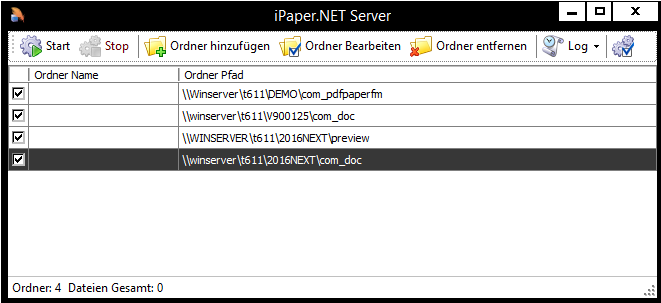 iPaper.NET Server
Start Stop Ordner hinzufügen Ordner Bearbeiten Ordner entfernen Log
Ordner Name Ordner Pfad
\\Winserver\t611\DEMO\com_pdfpaperfm
\\winserver\t611\V900125\com_doc
\\WINSERVER\t611\2016NEXT\preview
\\winserver\t611\2016NEXT\com_doc
Ordner: 4 Dateien Gesamt: 0